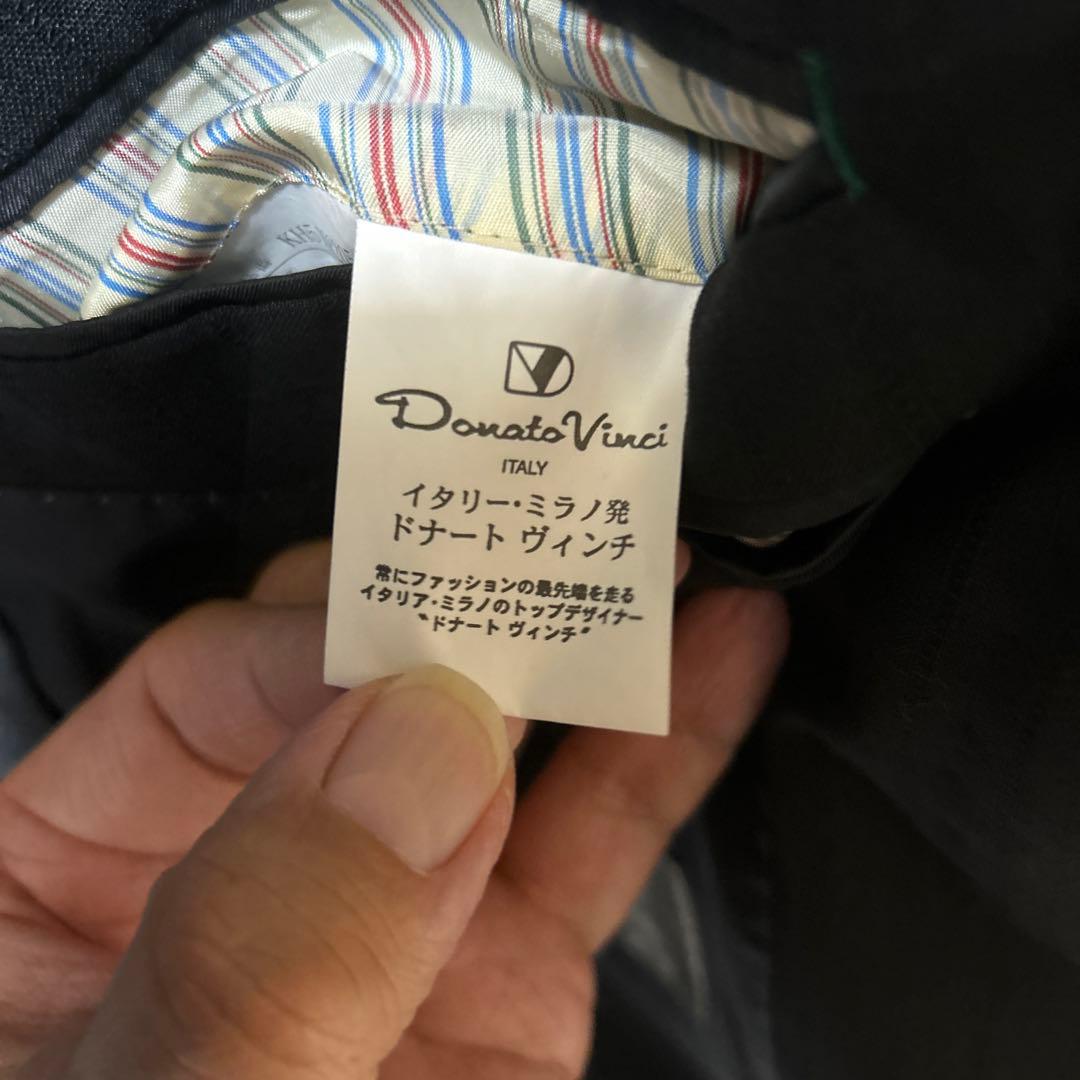 Donato Vinci
ITALY
イタリー・ミラノ発
ドナート ヴィンチ
常にファッションの最先端を走る
イタリア・ミラノのトップデザイナー
“ドナート ヴィンチ”